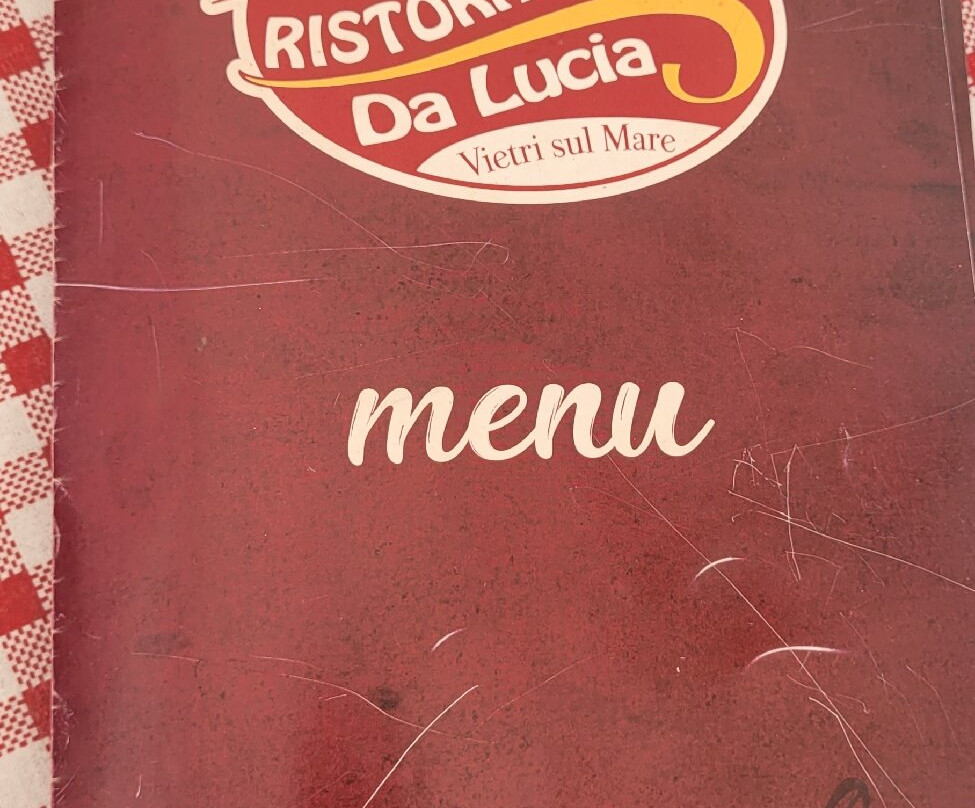 Da Lucia
Vietri sul Mare
menu